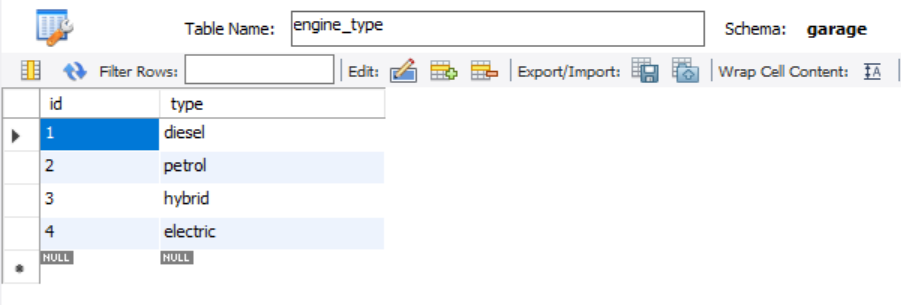 Table Name: engine_type Schema: garage
Filter Rows: Edit: Export/Import: Wrap Cell Content: IA
id type
1 diesel
2 petrol
3 hybrid
4 electric
NULL NULL